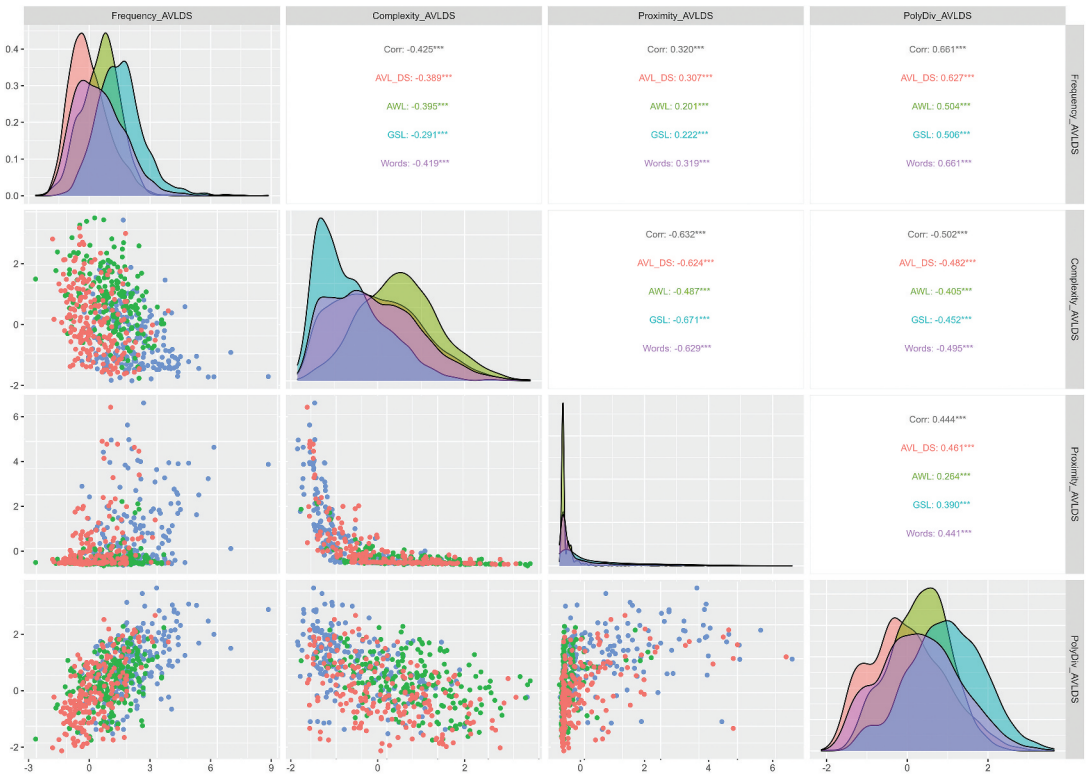 Frequency_AVLDS
Complexity_AVLDS
Proximity_AVLDS
PolyDiv_AVLDS
0.4
0.3
0.2
0.1
0.0
Corr: -0.425***
AVL_DS: -0.389***
AWL: -0.395***
GSL: -0.291***
Words: -0.419***
Corr: 0.320***
AVL_DS: 0.307***
AWL: 0.201***
GSL: 0.222***
Words: 0.319***
Corr: 0.661***
AVL_DS: 0.627***
AWL: 0.504***
GSL: 0.506***
Words: 0.661***
Frequency_AVLDS
2
0
-2
Corr: -0.632***
AVL_DS: -0.624***
AWL: -0.487***
GSL: -0.671***
Words: -0.629***
Corr: -0.502***
AVL_DS: -0.482***
AWL: -0.405***
GSL: -0.452***
Words: -0.495***
Complexity_AVLDS
6
4
2
0
Corr: 0.444***
AVL_DS: 0.461***
AWL: 0.264***
GSL: 0.390***
Words: 0.441***
Proximity_AVLDS
2
0
-2
PolyDiv_AVLDS
-3 0 3 6 9
-2 0 2
0 2 4 6
-2 0 2